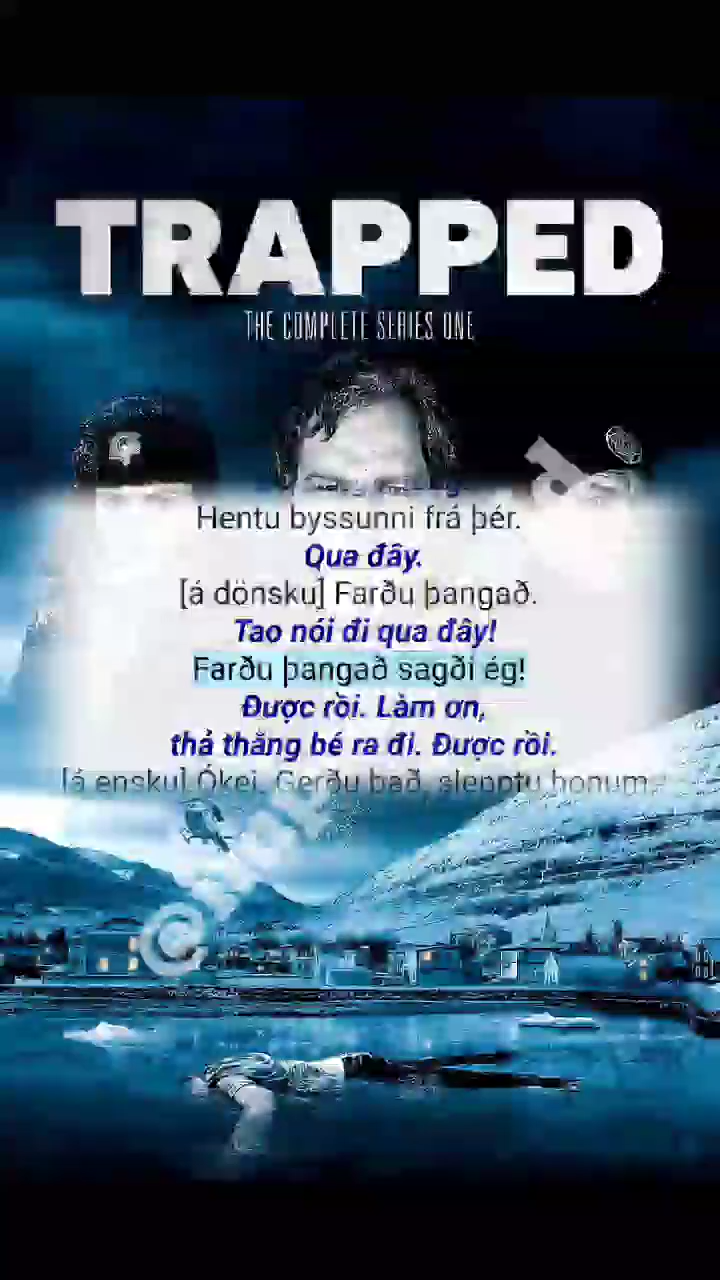 TRAPPED
THE COMPLETE SERIES ONE
Hentu byssunni frá þér.
Qua đây.
[á dönsku] Farðu þangað.
Tao nói đi qua đây!
Farðu þangað sagði ég!
Được rồi. Làm ơn,
thả thằng bé ra đi. Được rồi.
[á ensku] Ókei. Gerðu það, slepptu honum.